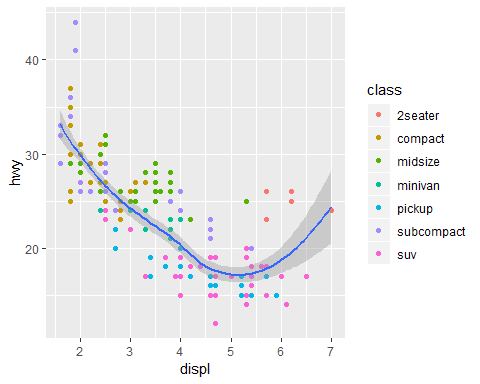 40
30
20
hwy
2
3
4
5
6
7
displ
class
2seater
compact
midsize
minivan
pickup
subcompact
suv